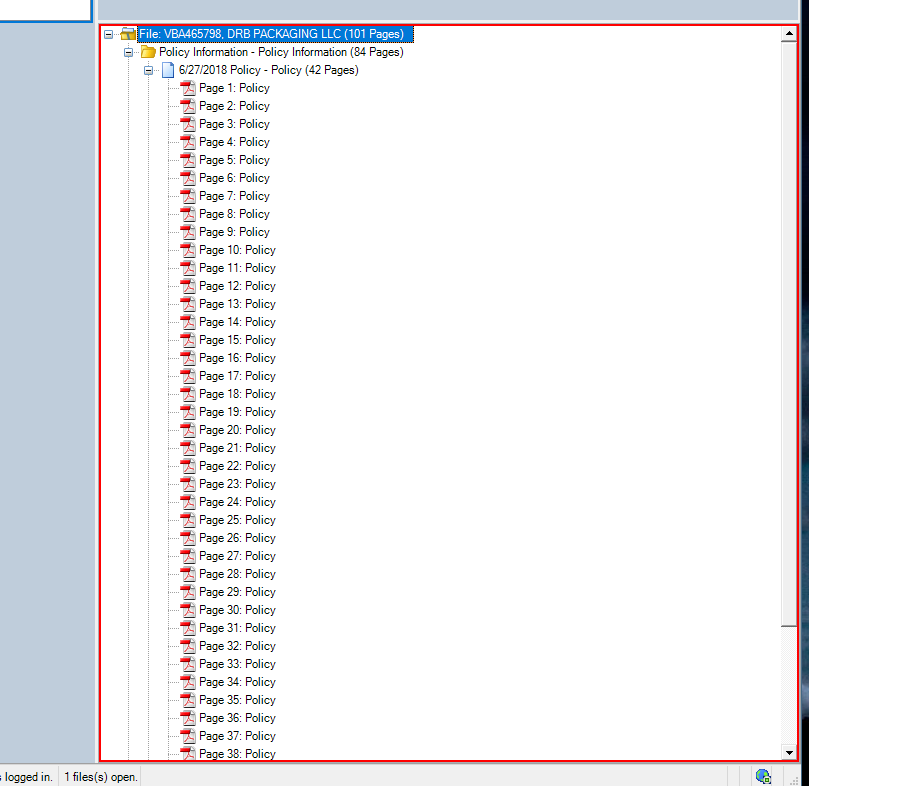 File: VBA465798, DRB PACKAGING LLC (101 Pages)
Policy Information - Policy Information (84 Pages)
6/27/2018 Policy - Policy (42 Pages)
Page 1: Policy
Page 2: Policy
Page 3: Policy
Page 4: Policy
Page 5: Policy
Page 6: Policy
Page 7: Policy
Page 8: Policy
Page 9: Policy
Page 10: Policy
Page 11: Policy
Page 12: Policy
Page 13: Policy
Page 14: Policy
Page 15: Policy
Page 16: Policy
Page 17: Policy
Page 18: Policy
Page 19: Policy
Page 20: Policy
Page 21: Policy
Page 22: Policy
Page 23: Policy
Page 24: Policy
Page 25: Policy
Page 26: Policy
Page 27: Policy
Page 28: Policy
Page 29: Policy
Page 30: Policy
Page 31: Policy
Page 32: Policy
Page 33: Policy
Page 34: Policy
Page 35: Policy
Page 36: Policy
Page 37: Policy
Page 38: Policy
s logged in. 1 files(s) open.